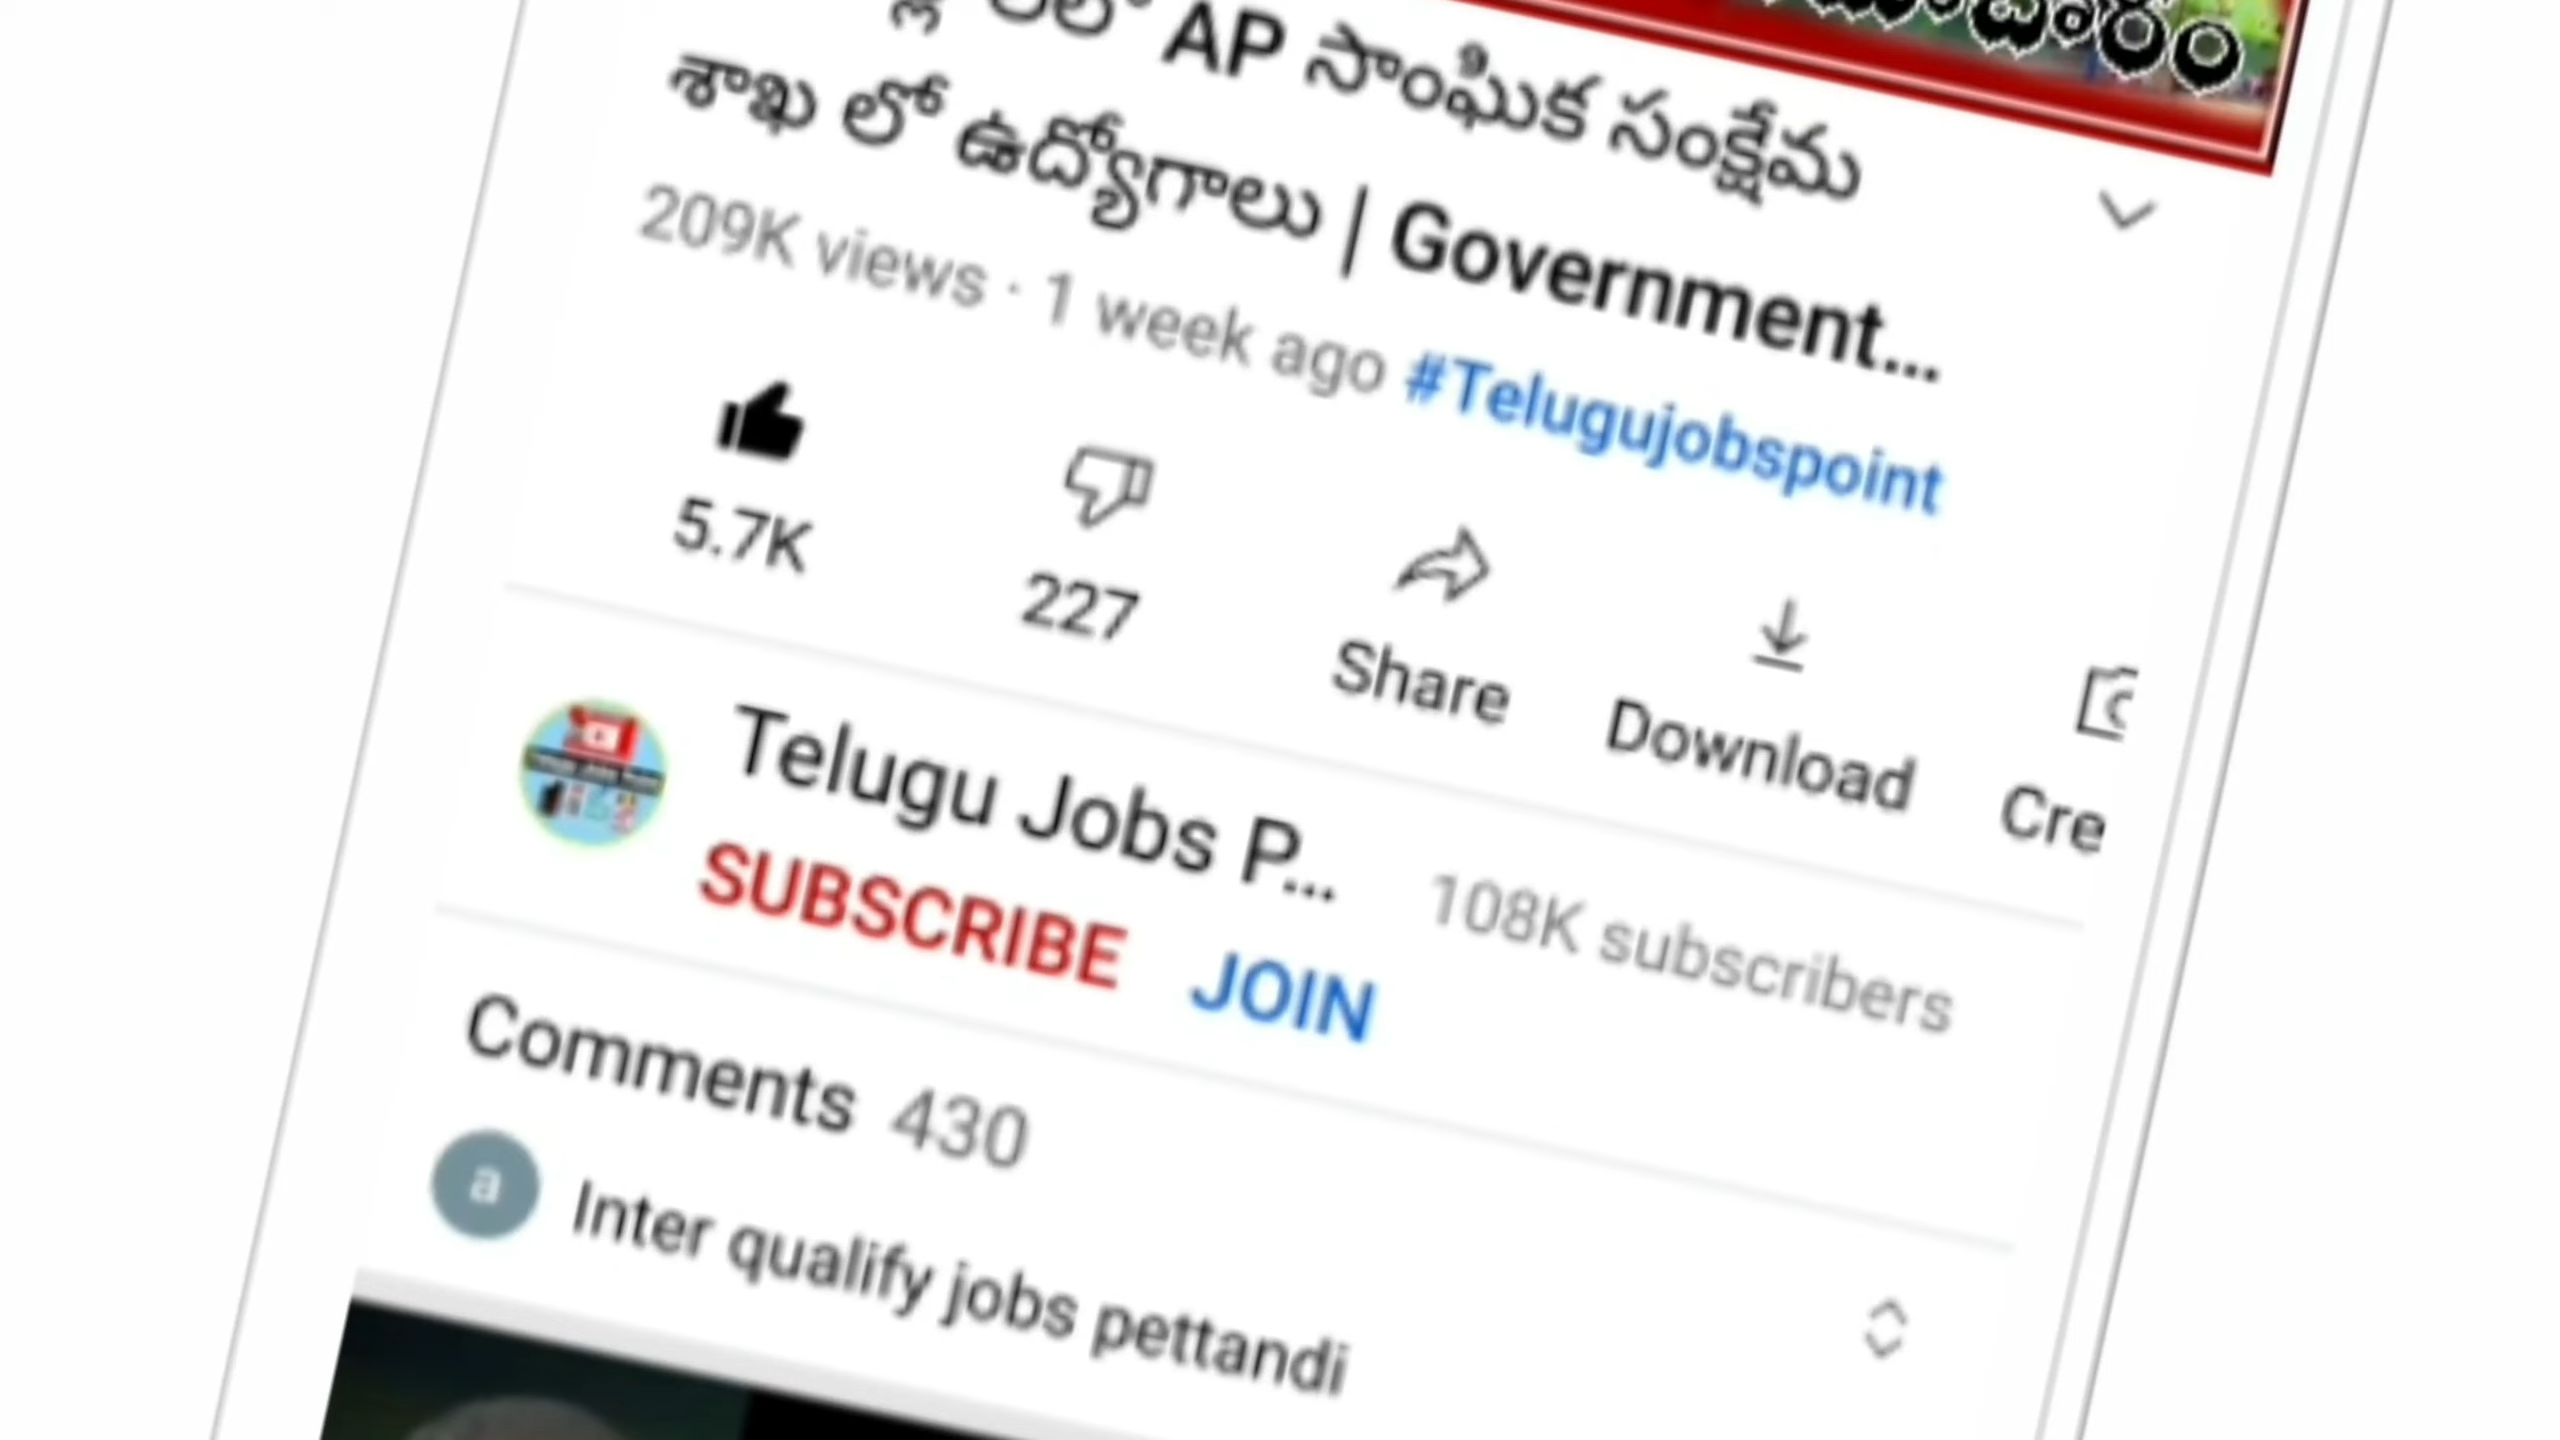 AP సాంఘిక సంక్షేమ
శాఖ లో ఉద్యోగాలు | Government...
209K views · 1 week ago #Telugujobspoint
5.7K
227
Share
Download
Cre
Telugu Jobs P...
108K subscribers
SUBSCRIBE JOIN
Comments 430
a
Inter qualify jobs pettandi